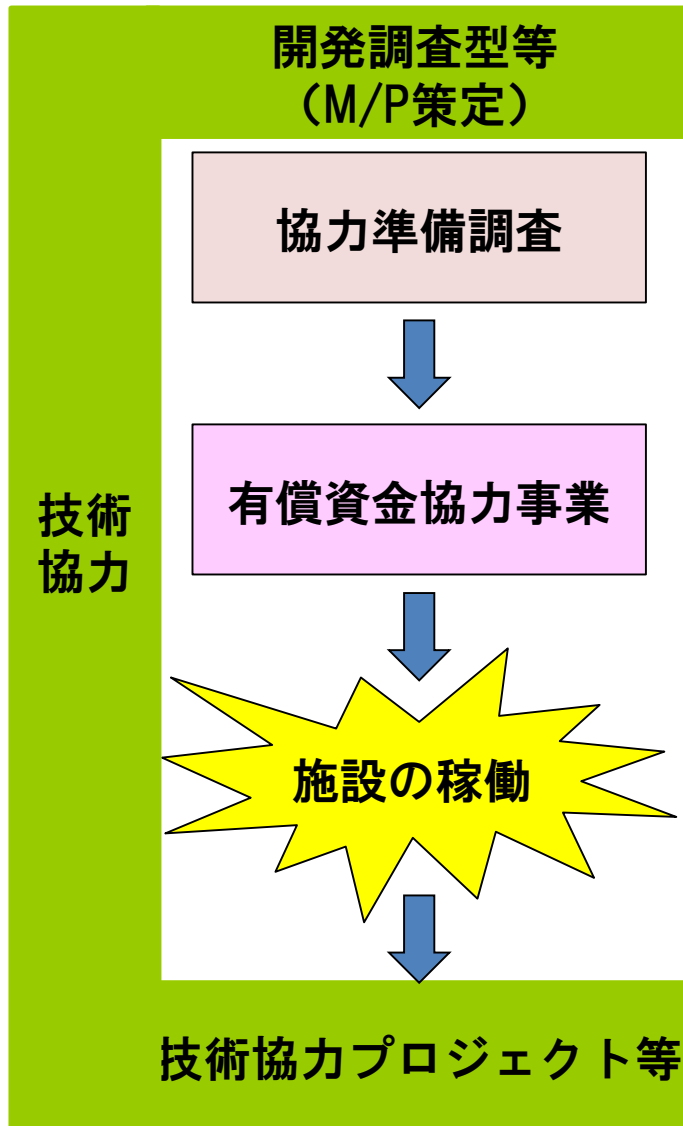 開発調査型等
（M/P策定）
協力準備調査
有償資金協力事業
技術
協力
施設の稼働
技術協力プロジェクト等